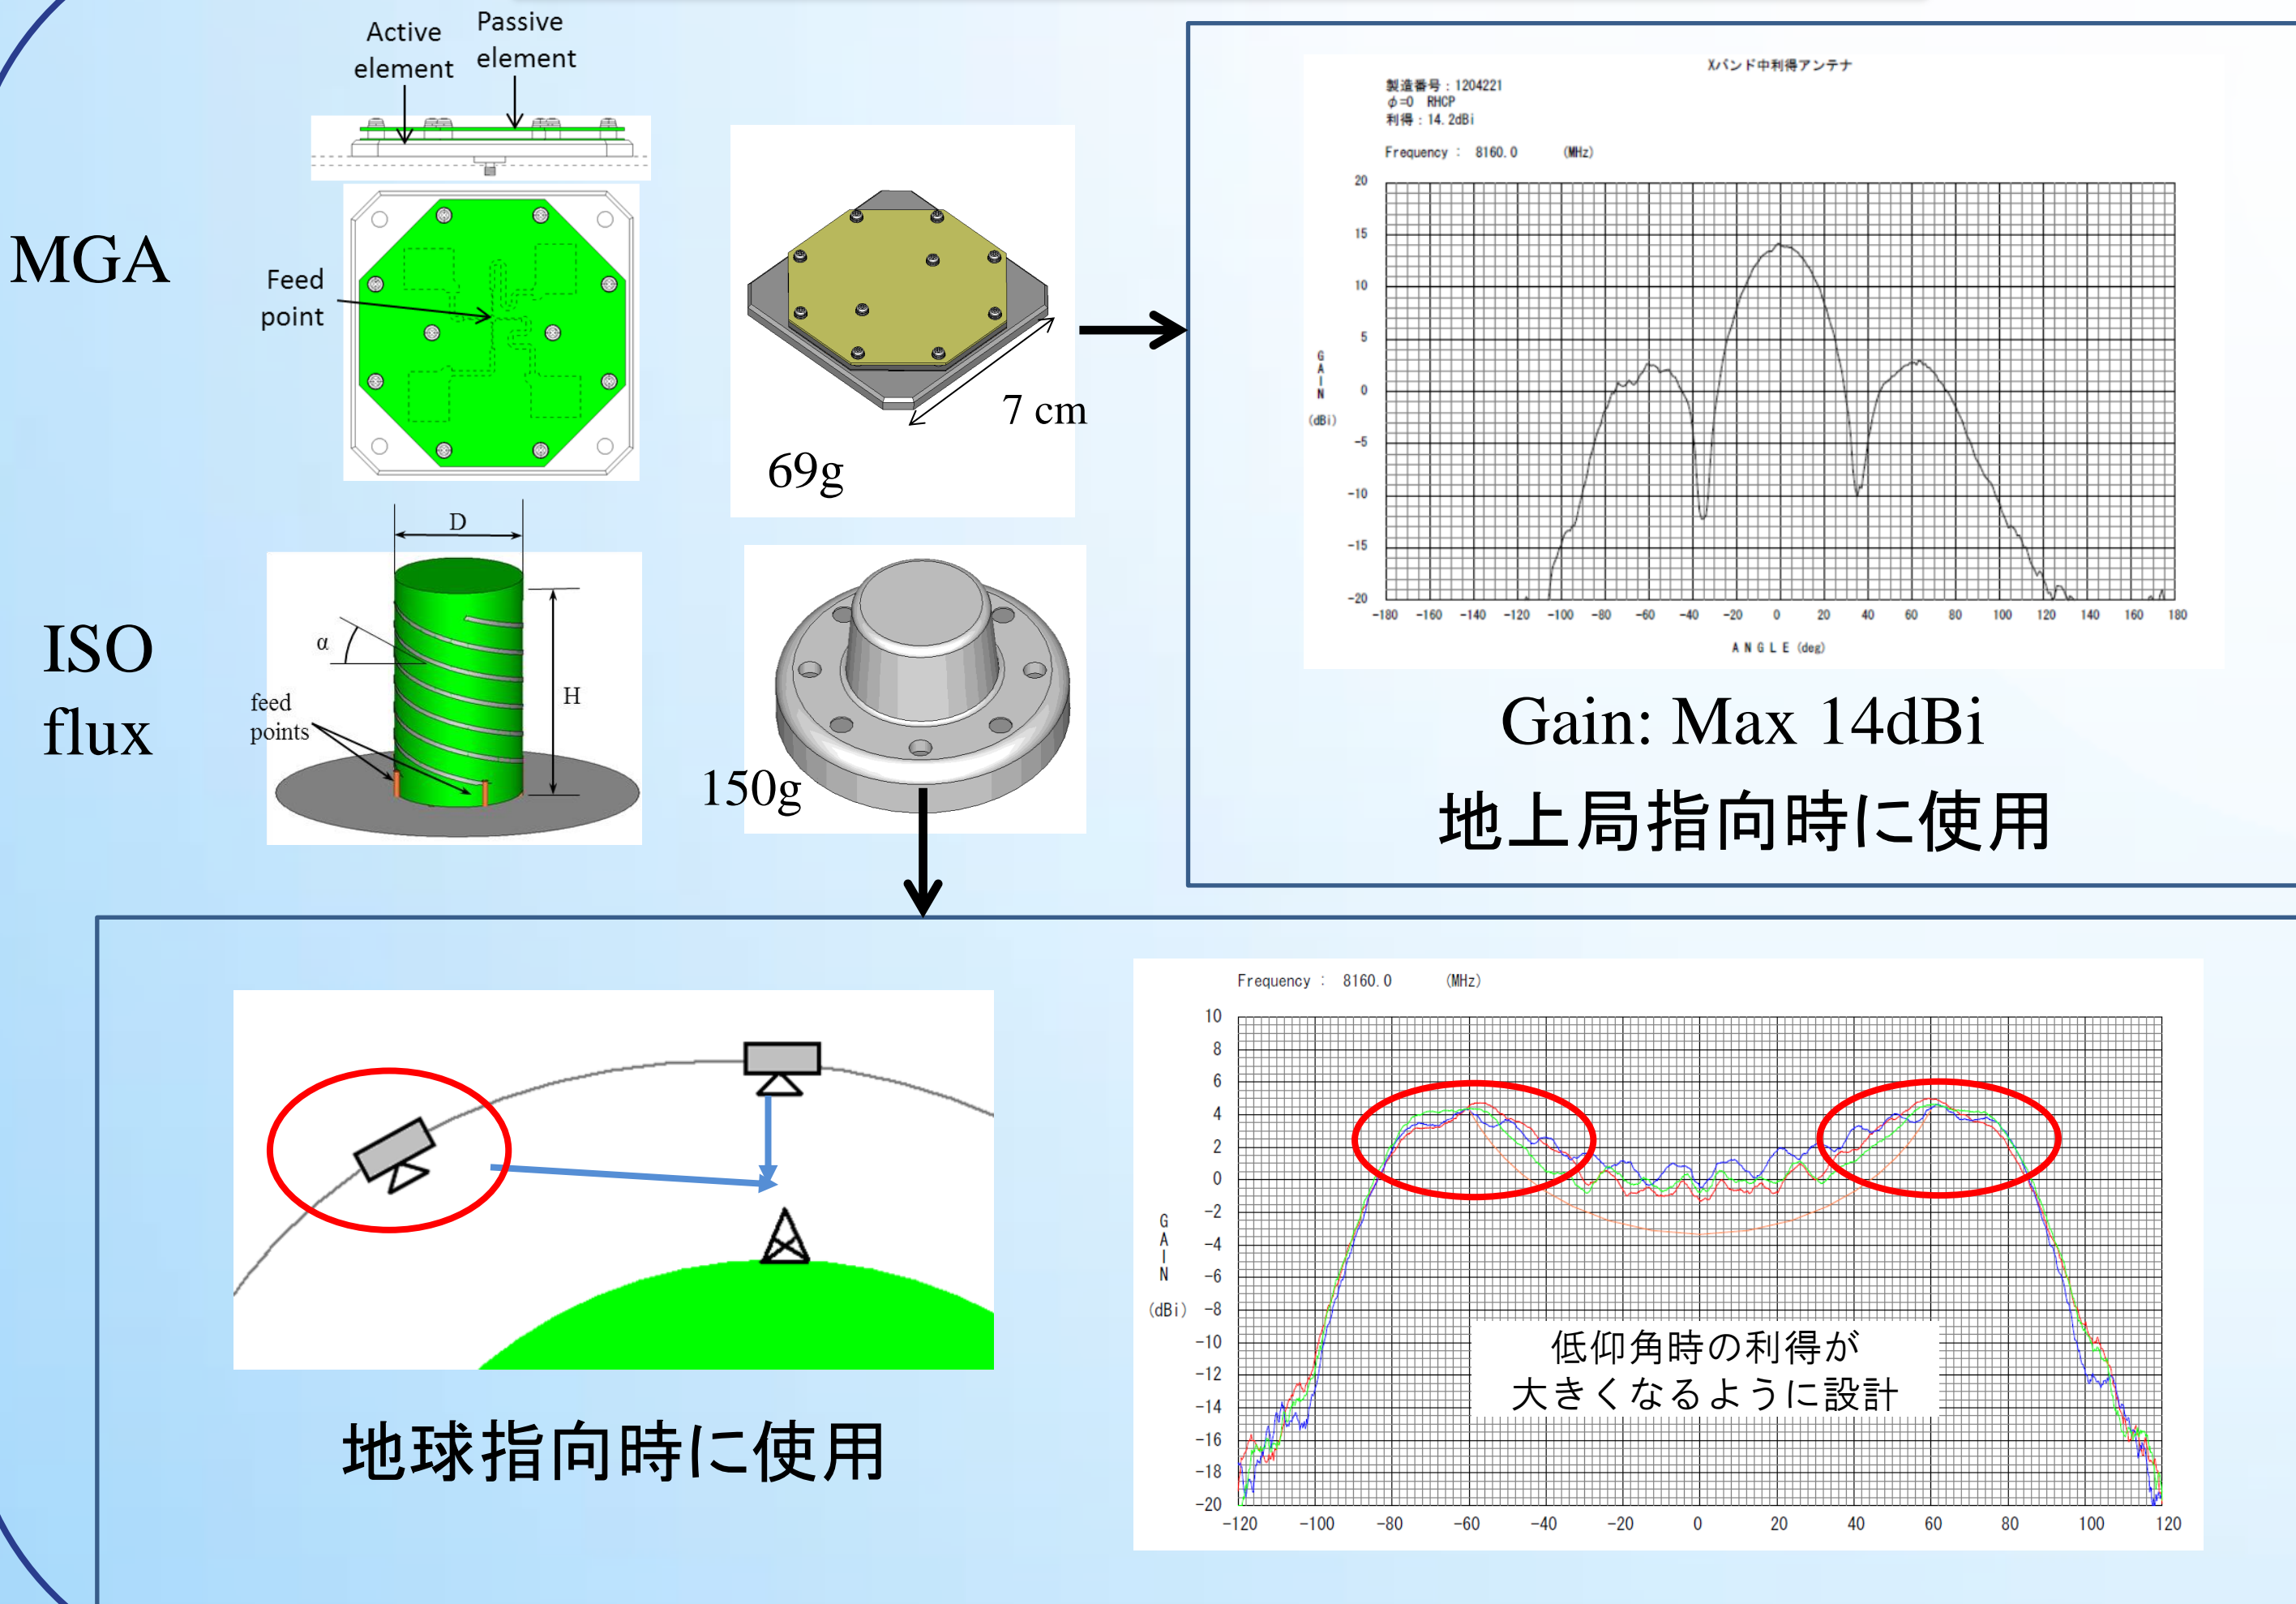 Active
element
Passive
element
MGA
Feed
point
7 cm
69g
Xバンド中利得アンテナ
製造番号:1204221
φ=0 RHCP
利得:14.2dBi
Frequency : 8160.0 (MHz)
20
15
10
5
0
-5
-10
-15
-20
GAIN
(dBi)
-180 -160 -140 -120 -100 -80 -60 -40 -20 0 20 40 60 80 100 120 140 160 180
ANGLE (deg)
Gain: Max 14dBi
地上局指向時に使用
ISO
flux
D
α
H
feed
points
150g
地球指向時に使用
Frequency : 8160.0 (MHz)
10
8
6
4
2
0
-2
-4
-6
-8
-10
-12
-14
-16
-18
-20
GAIN
(dBi)
低仰角時の利得が
大きくなるように設計
-120 -100 -80 -60 -40 -20 0 20 40 60 80 100 120